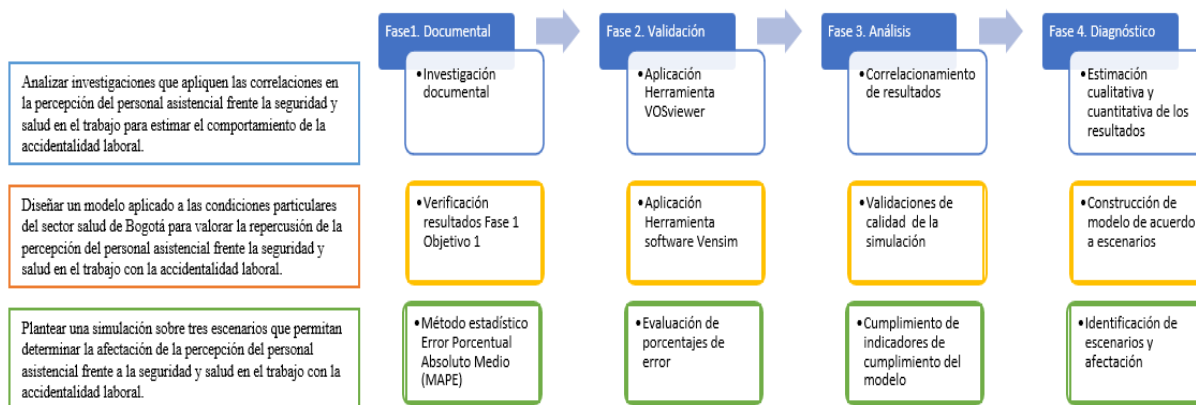 Fase1. Documental
Fase 2. Validación
Fase 3. Análisis
Fase 4. Diagnóstico
Analizar investigaciones que apliquen las correlaciones en
la percepción del personal asistencial frente la seguridad y
salud en el trabajo para estimar el comportamiento de la
accidentalidad laboral.
•Investigación
documental
•Aplicación
Herramienta
VOSviewer
•Correlacionamiento
de resultados
•Estimación
cualitativa y
cuantitativa de los
resultados
Diseñar un modelo aplicado a las condiciones particulares
del sector salud de Bogotá para valorar la repercusión de la
percepción del personal asistencial frente la seguridad y
salud en el trabajo con la accidentalidad laboral.
•Verificación
resultados Fase 1
Objetivo 1
•Aplicación
Herramienta
software Vensim
•Validaciones de
calidad de la
simulación
•Construcción de
modelo de acuerdo
a escenarios
Plantear una simulación sobre tres escenarios que permitan
determinar la afectación de la percepción del personal
asistencial frente a la seguridad y salud en el trabajo con la
accidentalidad laboral.
•Método estadístico
Error Porcentual
Absoluto Medio
(MAPE)
•Evaluación de
porcentajes de
error
•Cumplimiento de
indicadores de
cumplimiento del
modelo
•Identificación de
escenarios y
afectación